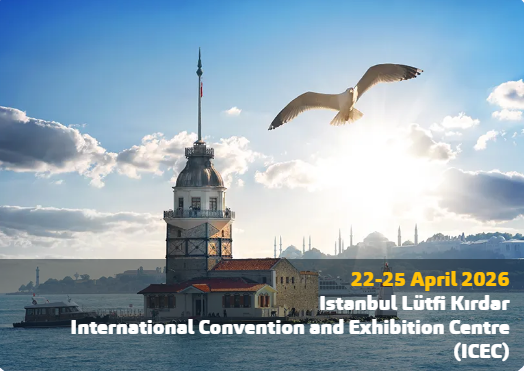 22-25 April 2026
Istanbul Lütfi Kırdar
International Convention and Exhibition Centre
(ICEC)